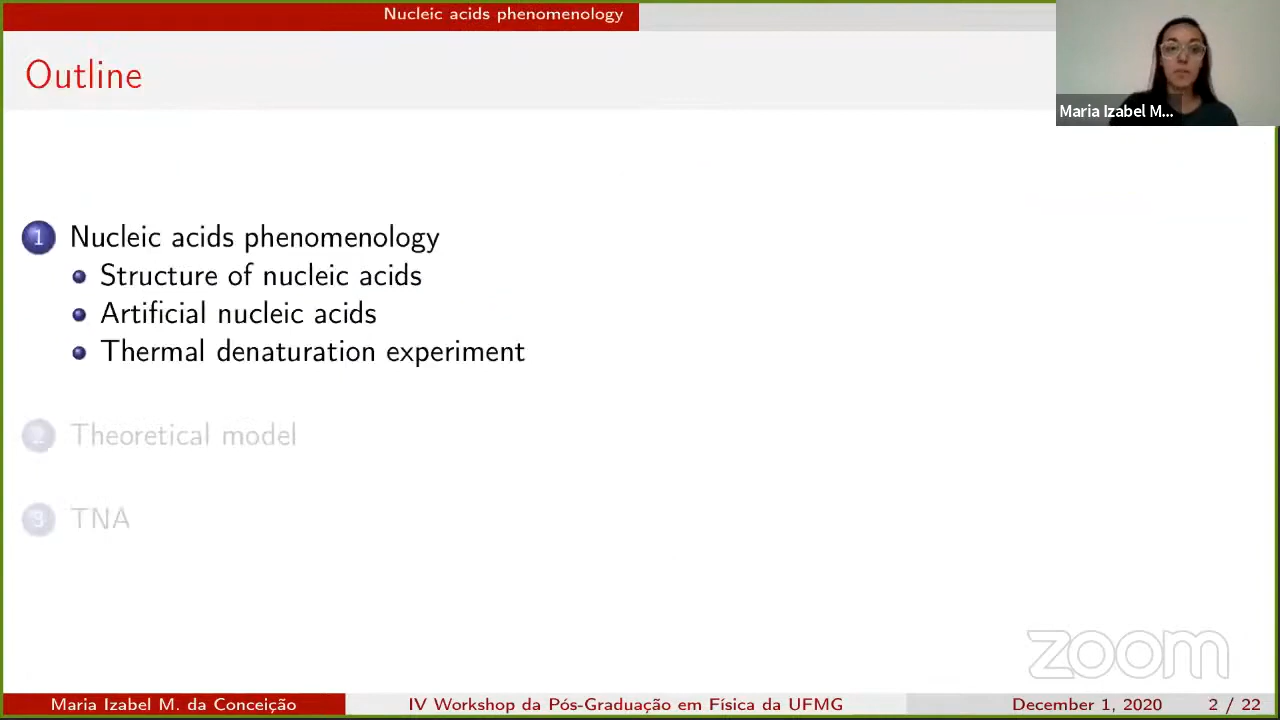 Nucleic acids phenomenology
Outline
Maria Izabel M...
1 Nucleic acids phenomenology
Structure of nucleic acids
Artificial nucleic acids
Thermal denaturation experiment
2 Theoretical model
3 TNA
zoom
Maria Izabel M. da Conceição IV Workshop da Pós-Graduação em Física da UFMG December 1, 2020 2 / 22